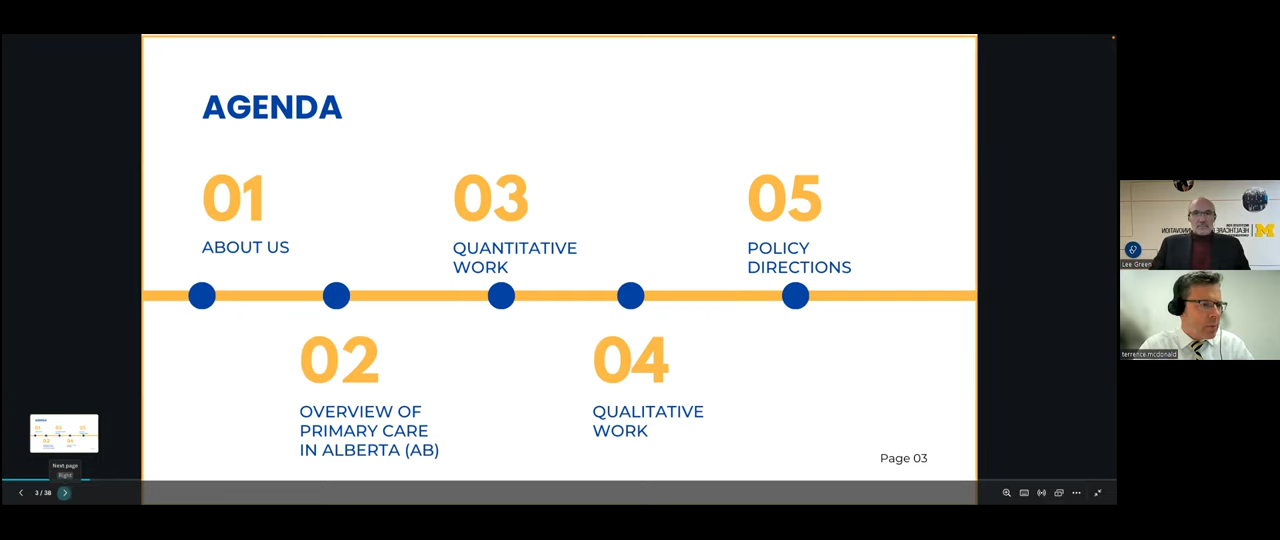 AGENDA
01
ABOUT US
03
QUANTITATIVE
WORK
05
POLICY
DIRECTIONS
02
OVERVIEW OF
PRIMARY CARE
IN ALBERTA (AB)
04
QUALITATIVE
WORK
Page 03
Next page
Right
3 / 38
Lee Green
terrence.mcdonald